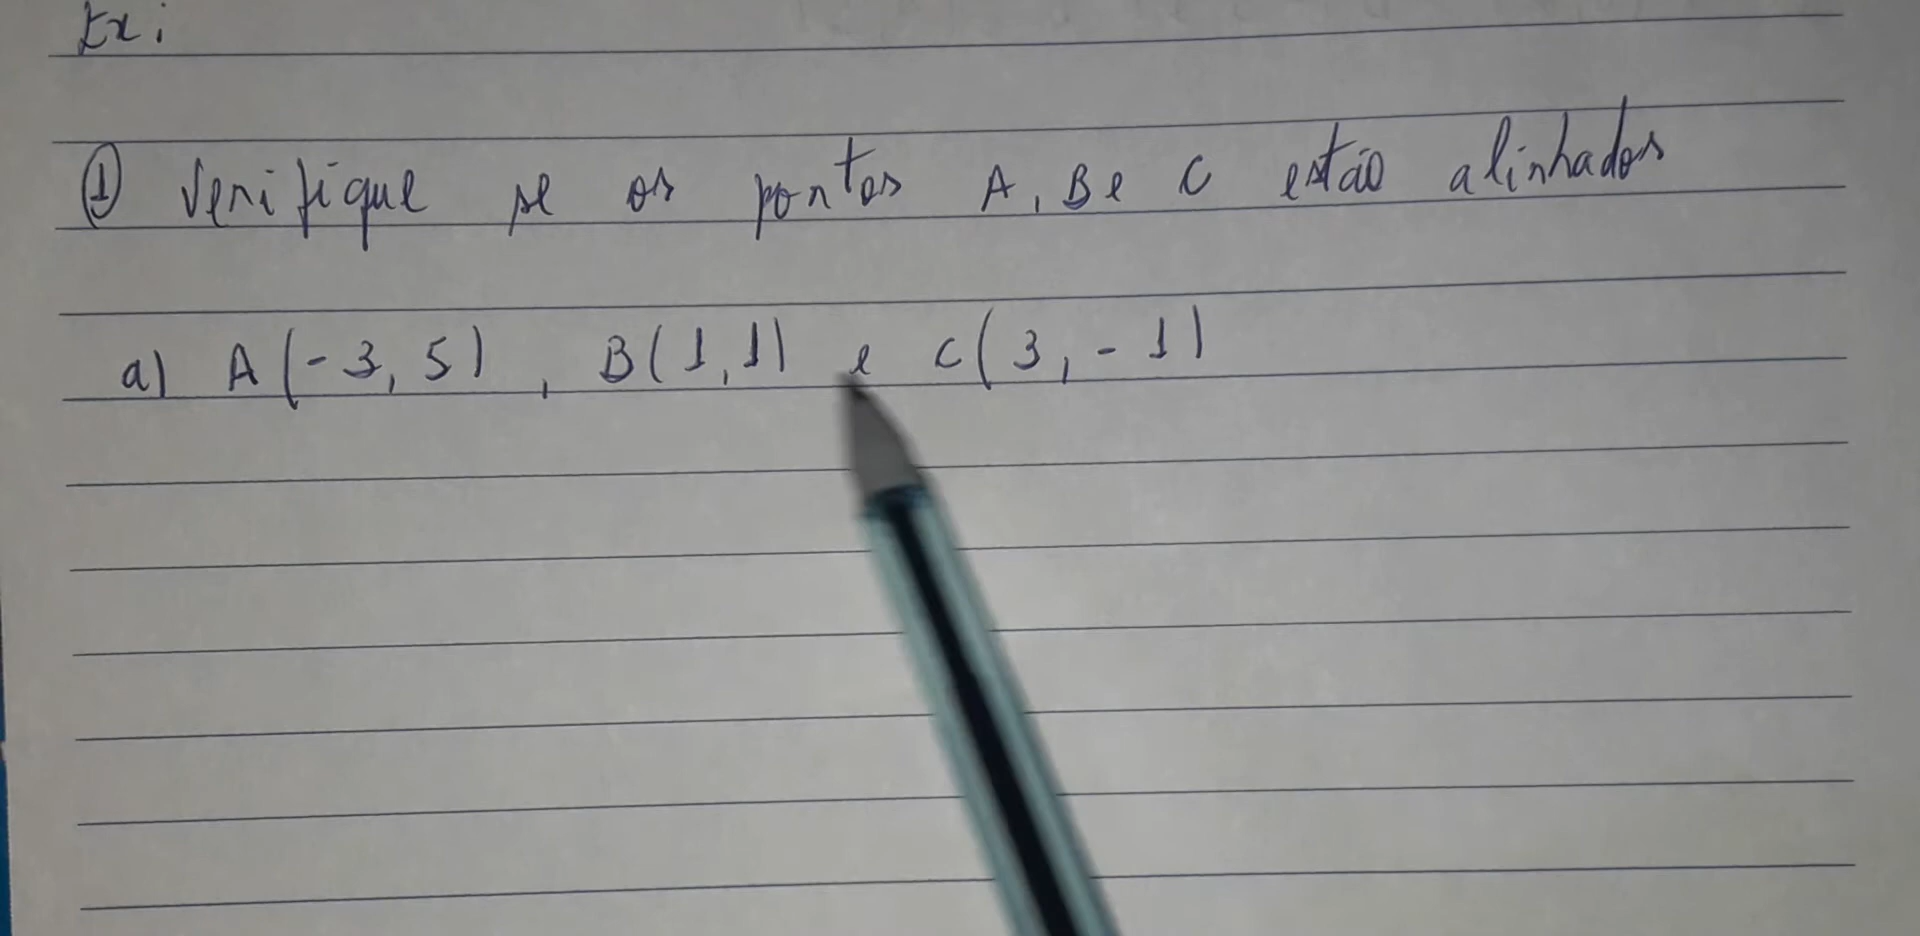 Ex:
① Verifique se os pontos A, B e C estão alinhados
a) A(-3, 5) , B(1, 1) e C(3, -1)